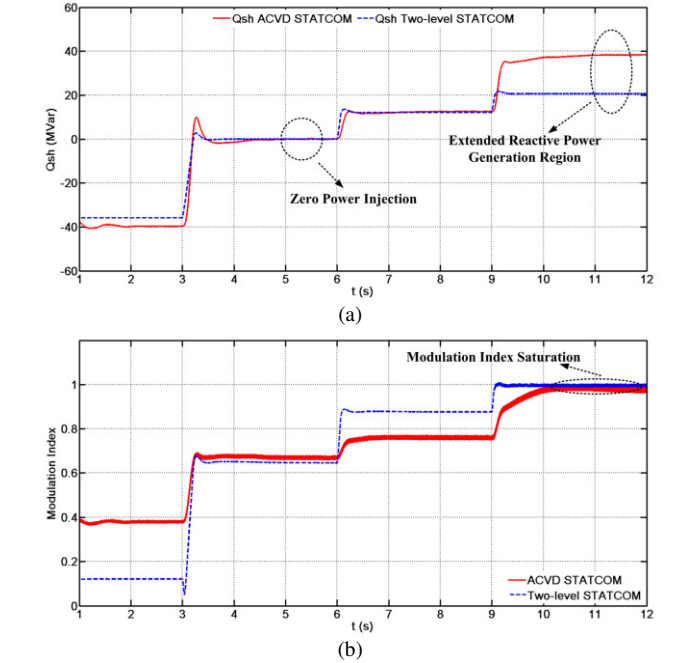 60
Qsh ACVD STATCOM
Qsh Two-level STATCOM
40
20
0
-20
-40
-60
Qsh (MVar)
Extended Reactive Power
Generation Region
Zero Power Injection
1 2 3 4 5 6 7 8 9 10 11 12
t (s)
(a)
Modulation Index Saturation
1
0.8
0.6
0.4
0.2
0
Modulation Index
ACVD STATCOM
Two-level STATCOM
1 2 3 4 5 6 7 8 9 10 11 12
t (s)
(b)